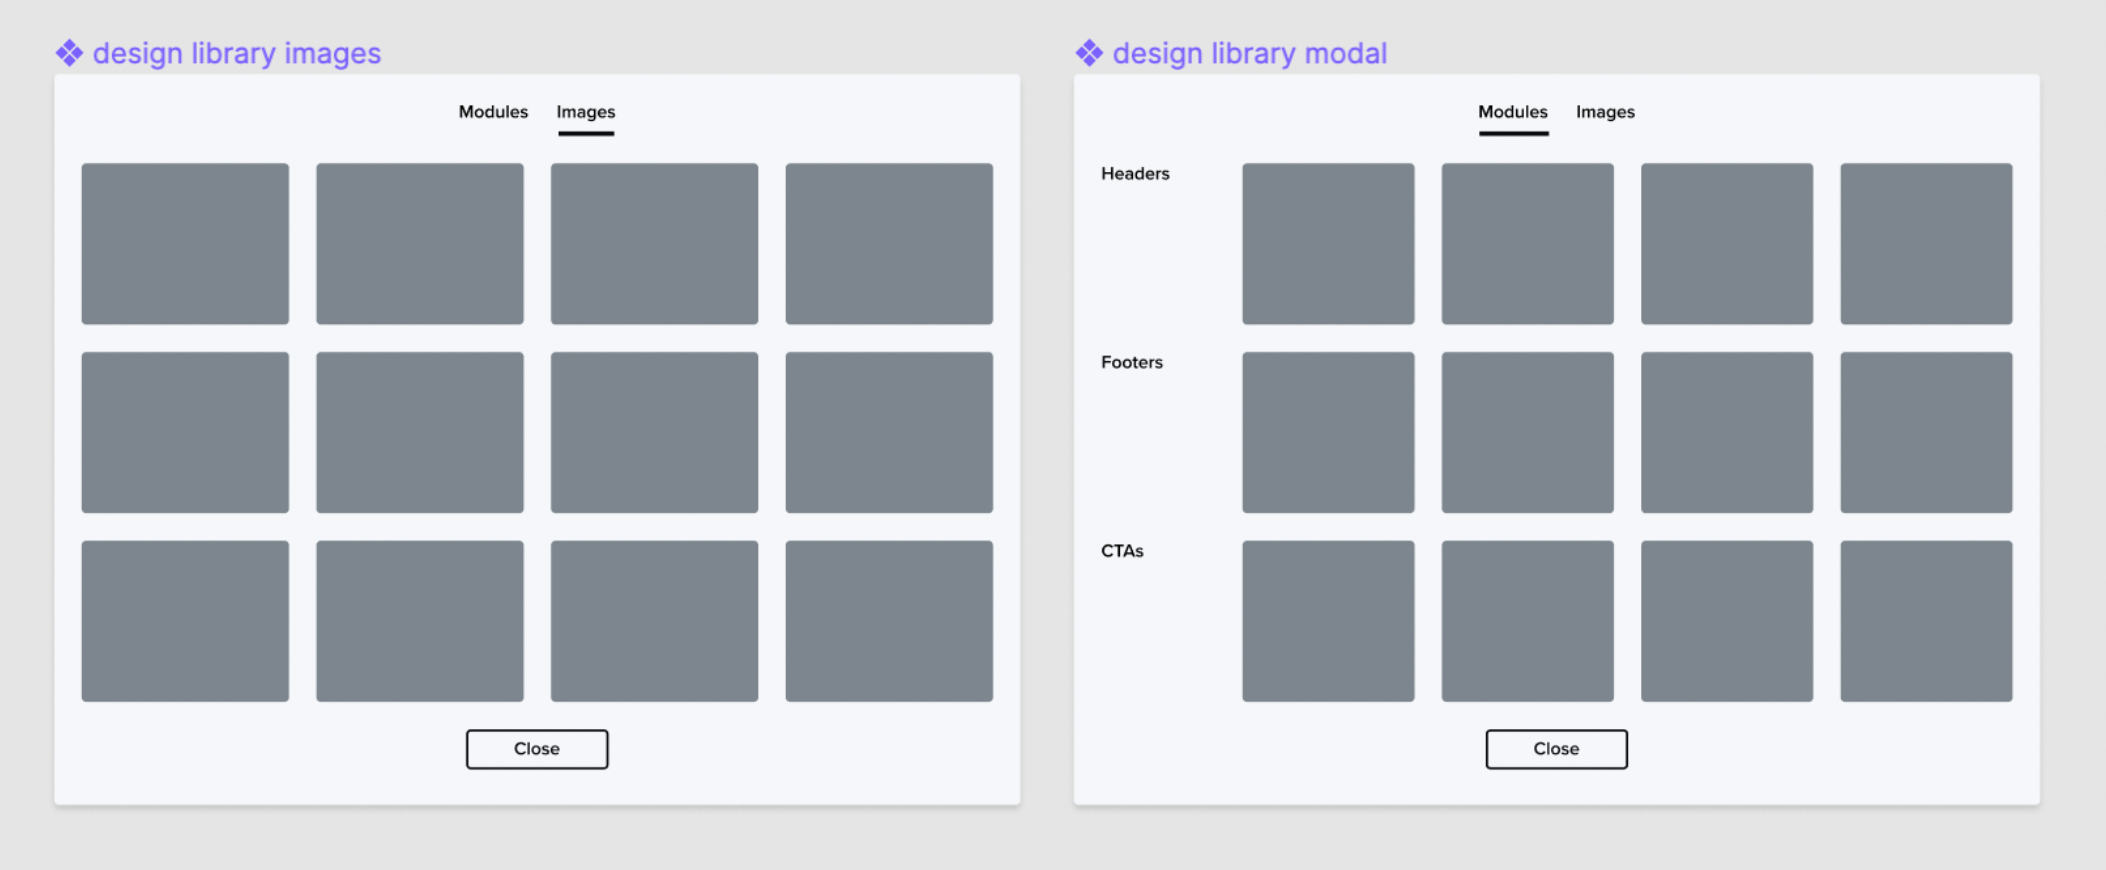 design library images
Modules Images
Close
design library modal
Modules Images
Headers
Footers
CTAs
Close